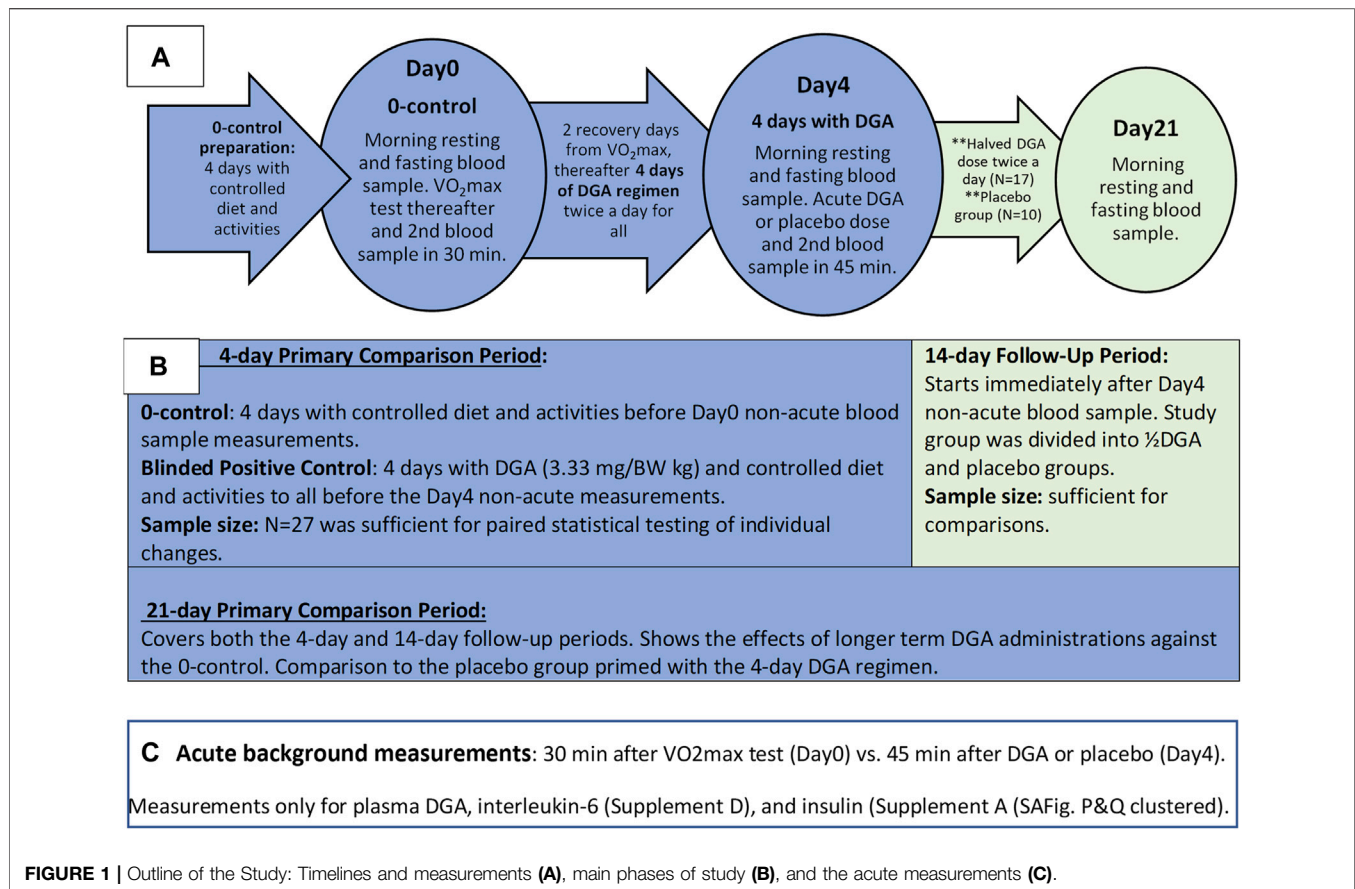 A
0-control
preparation:
4 days with
controlled
diet and
activities
Day0
0-control
Morning resting
and fasting blood
sample. VO₂max
test thereafter
and 2nd blood
sample in 30 min.
2 recovery days
from VO₂max,
thereafter 4 days
of DGA regimen
twice a day for
all
Day4
4 days with DGA
Morning resting
and fasting blood
sample. Acute DGA
or placebo dose
and 2nd blood
sample in 45 min.
**Halved DGA
dose twice a
day (N=17)
**Placebo
group (N=10)
Day21
Morning
resting and
fasting blood
sample.
B
4-day Primary Comparison Period:
0-control: 4 days with controlled diet and activities before Day0 non-acute blood
sample measurements.
Blinded Positive Control: 4 days with DGA (3.33 mg/BW kg) and controlled diet
and activities to all before the Day4 non-acute measurements.
Sample size: N=27 was sufficient for paired statistical testing of individual
changes.
14-day Follow-Up Period:
Starts immediately after Day4
non-acute blood sample. Study
group was divided into ½DGA
and placebo groups.
Sample size: sufficient for
comparisons.
21-day Primary Comparison Period:
Covers both the 4-day and 14-day follow-up periods. Shows the effects of longer term DGA administrations against
the 0-control. Comparison to the placebo group primed with the 4-day DGA regimen.
C Acute background measurements: 30 min after VO2max test (Day0) vs. 45 min after DGA or placebo (Day4).
Measurements only for plasma DGA, interleukin-6 (Supplement D), and insulin (Supplement A (SAFig. P&Q clustered).
FIGURE 1 | Outline of the Study: Timelines and measurements (A), main phases of study (B), and the acute measurements (C).